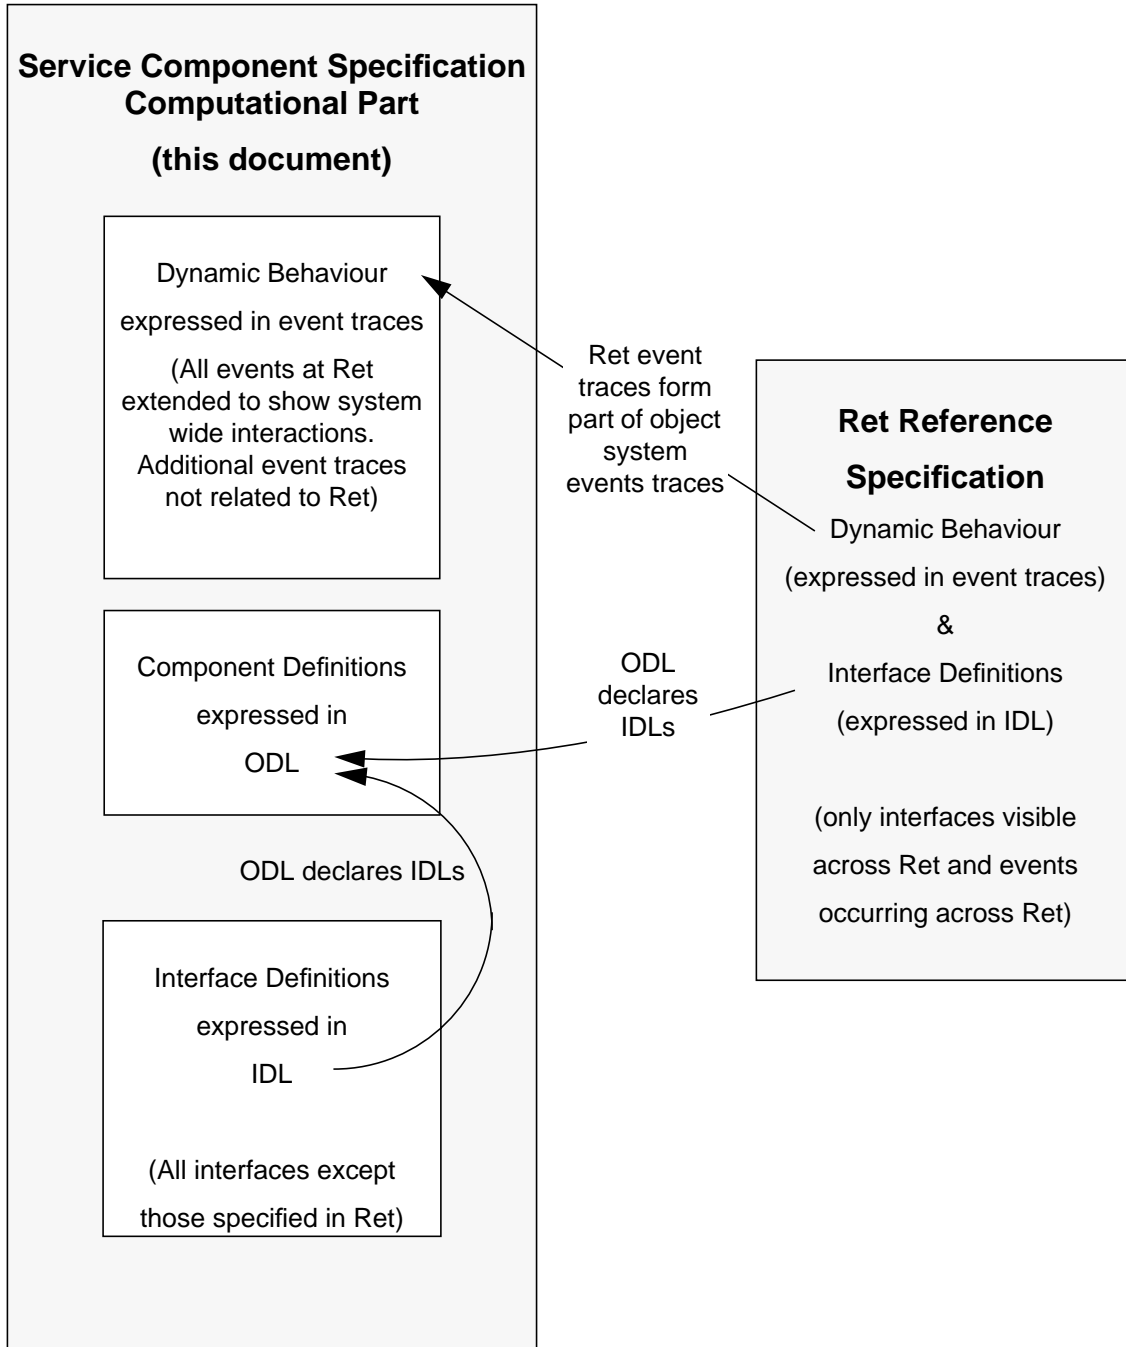 Service Component Specification
Computational Part
(this document)
Dynamic Behaviour
expressed in event traces
(All events at Ret
extended to show system
wide interactions.
Additional event traces
not related to Ret)
Component Definitions
expressed in
ODL
ODL declares IDLs
Interface Definitions
expressed in
IDL
(All interfaces except
those specified in Ret)
Ret event
traces form
part of object
system
events traces
ODL
declares
IDLs
Ret Reference
Specification
Dynamic Behaviour
(expressed in event traces)
&
Interface Definitions
(expressed in IDL)
(only interfaces visible
across Ret and events
occurring across Ret)